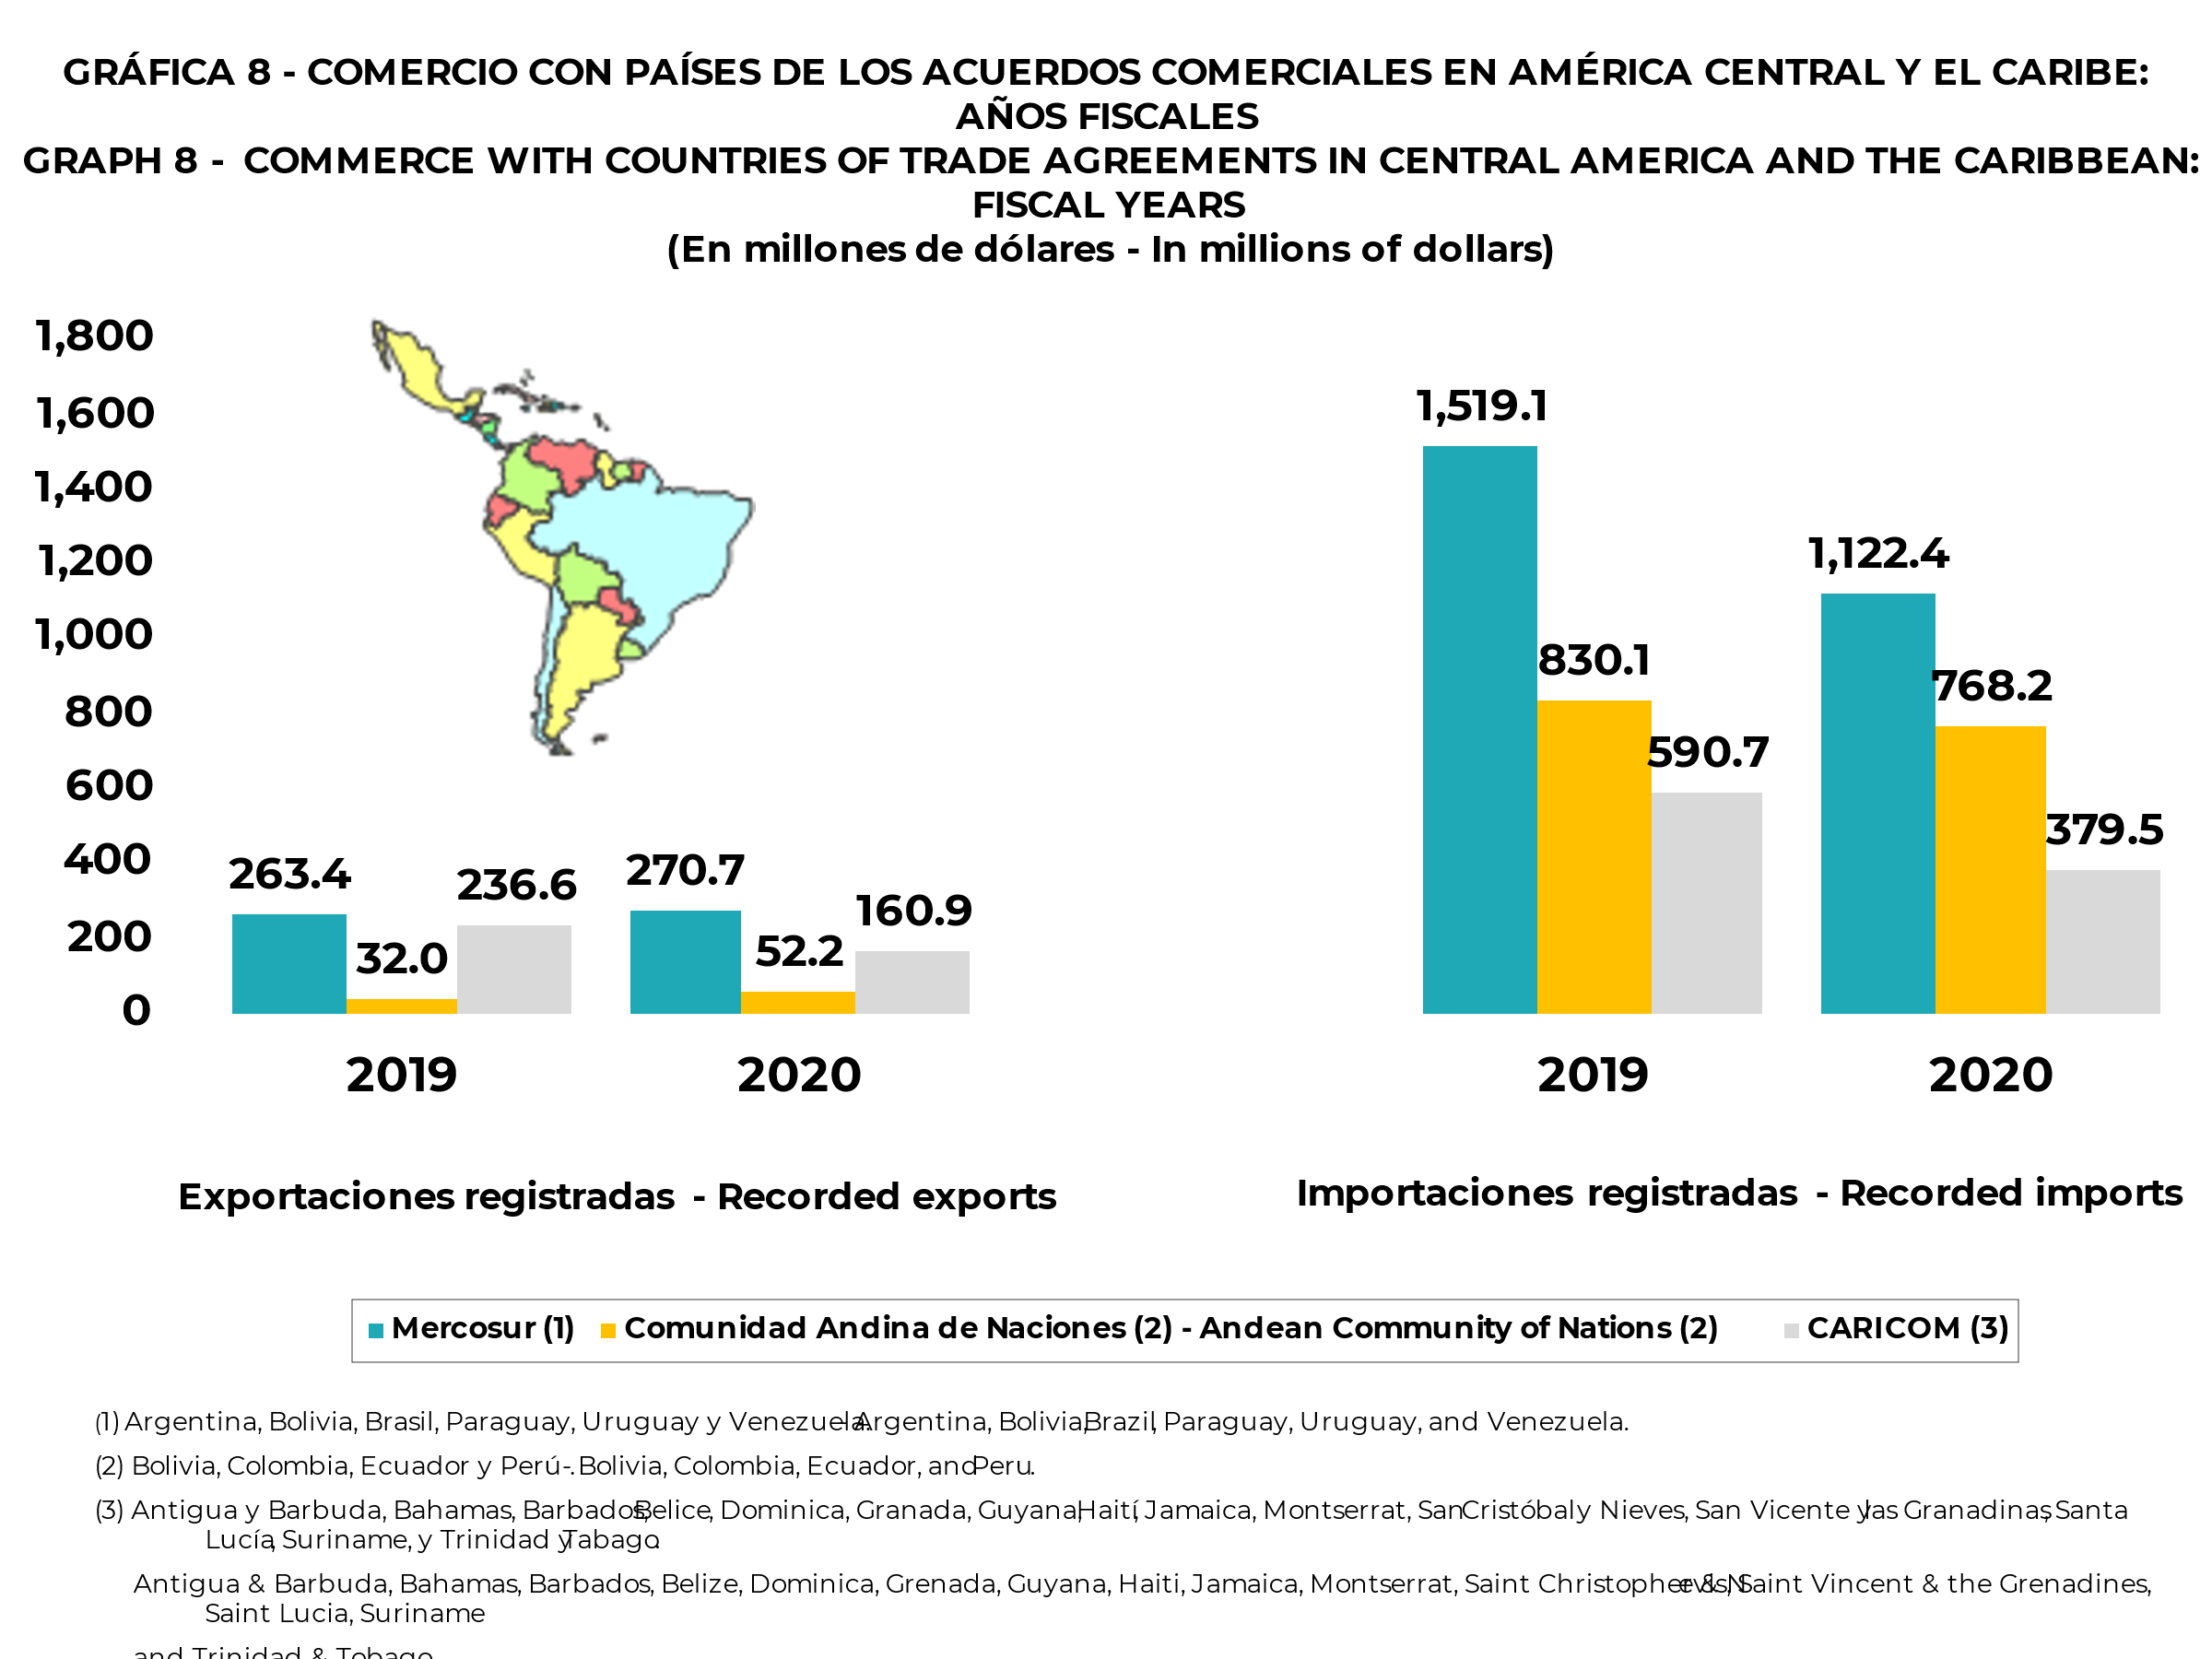 GRÁFICA 8 - COMERCIO CON PAÍSES DE LOS ACUERDOS COMERCIALES EN AMÉRICA CENTRAL Y EL CARIBE:
AÑOS FISCALES
GRAPH 8 - COMMERCE WITH COUNTRIES OF TRADE AGREEMENTS IN CENTRAL AMERICA AND THE CARIBBEAN:
FISCAL YEARS
(En millones de dólares - In millions of dollars)
1,800
1,600
1,400
1,200
1,000
800
600
400
200
0
263.4
32.0
236.6
270.7
52.2
160.9
1,519.1
830.1
590.7
1,122.4
768.2
379.5
2019
2020
2019
2020
Exportaciones registradas - Recorded exports
Importaciones registradas - Recorded imports
Mercosur (1) Comunidad Andina de Naciones (2) - Andean Community of Nations (2) CARICOM (3)
(1) Argentina, Bolivia, Brasil, Paraguay, Uruguay y Venezuela. - Argentina, Bolivia, Brazil, Paraguay, Uruguay, and Venezuela.
(2) Bolivia, Colombia, Ecuador y Perú-. Bolivia, Colombia, Ecuador, and Peru.
(3) Antigua y Barbuda, Bahamas, Barbados, Belice, Dominica, Granada, Guyana, Haití, Jamaica, Montserrat, San Cristóbal y Nieves, San Vicente y las Granadinas, Santa
Lucía, Suriname, y Trinidad y Tabago.
Antigua & Barbuda, Bahamas, Barbados, Belize, Dominica, Grenada, Guyana, Haiti, Jamaica, Montserrat, Saint Christopher & Nevis, Saint Vincent & the Grenadines,
Saint Lucia, Suriname
and Trinidad & Tobago